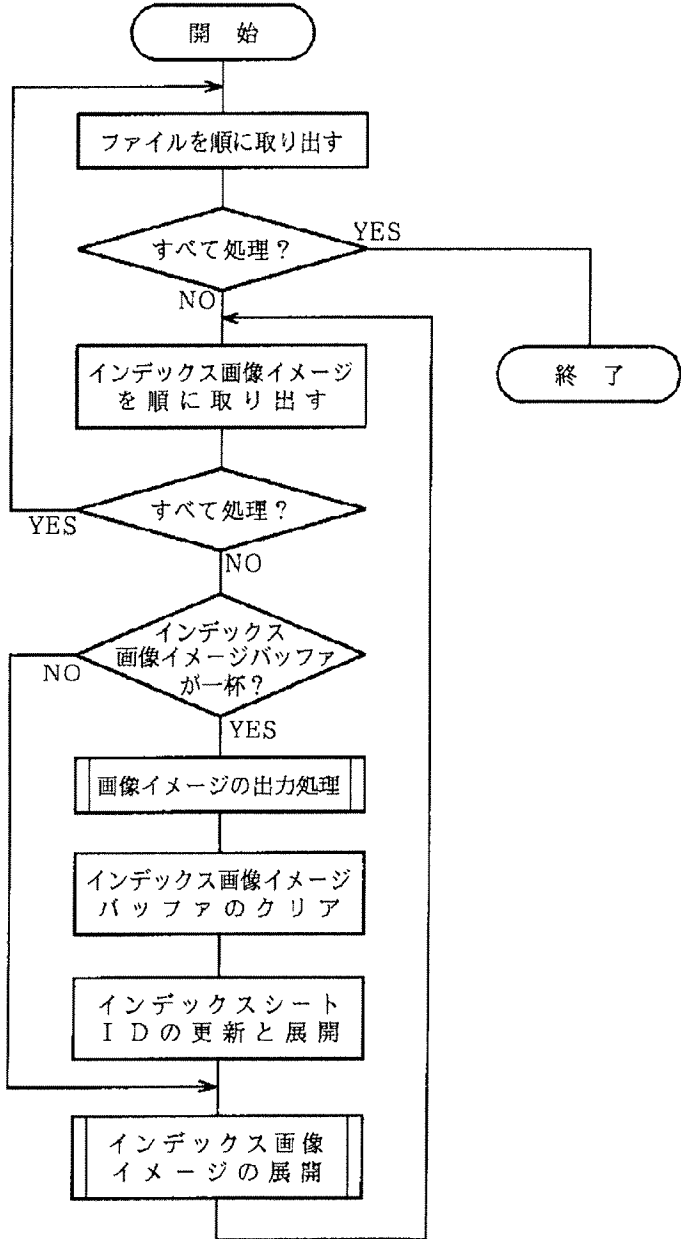 開 始
ファイルを順に取り出す
すべて処理?
YES
NO
インデックス画像イメージ
を順に取り出す
終 了
すべて処理?
YES
NO
インデックス
画像イメージバッファ
が一杯?
NO
YES
画像イメージの出力処理
インデックス画像イメージ
バッファのクリア
インデックスシート
IDの更新と展開
インデックス画像
イメージの展開